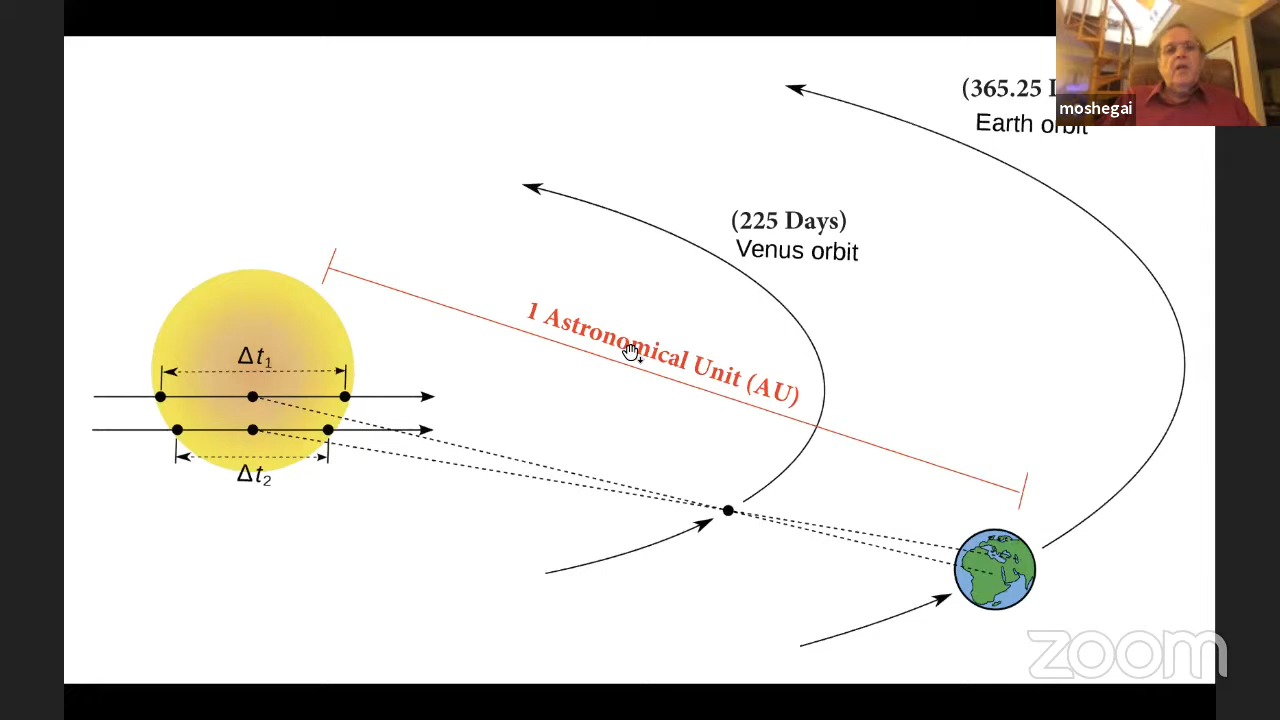 (365.25
Earth orbit
moshegai
(225 Days)
Venus orbit
1 Astronomical Unit (AU)
Δt₁
Δt₂
zoom